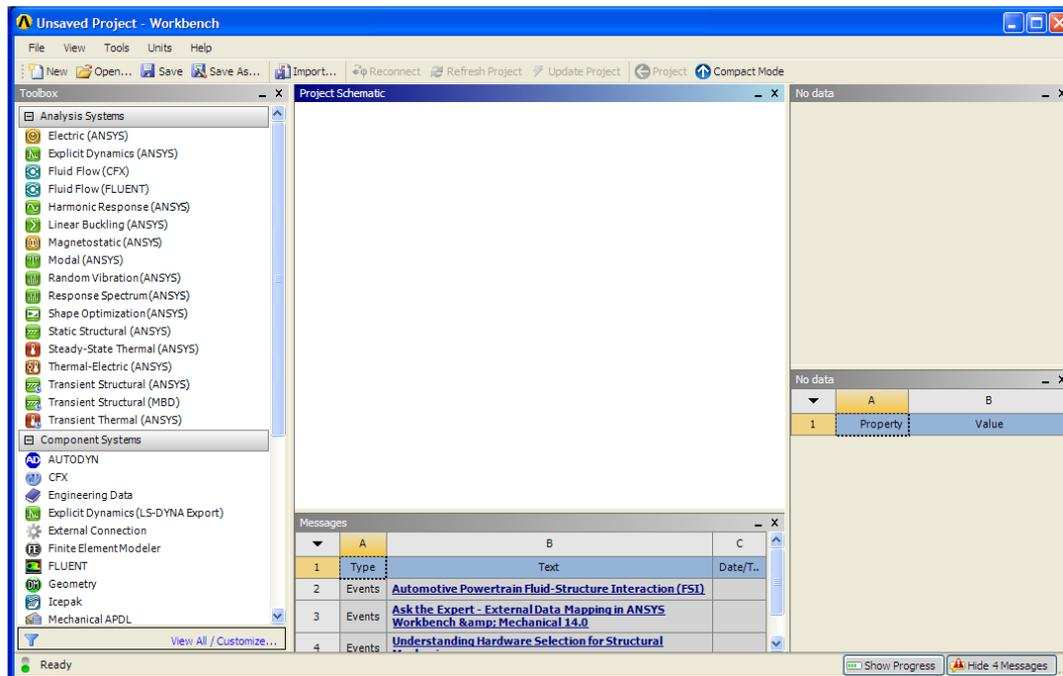 Unsaved Project - Workbench
File View Tools Units Help
New Open... Save Save As... Import... Reconnect Refresh Project Update Project Project Compact Mode
Toolbox
Analysis Systems
Electric (ANSYS)
Explicit Dynamics (ANSYS)
Fluid Flow (CFX)
Fluid Flow (FLUENT)
Harmonic Response (ANSYS)
Linear Buckling (ANSYS)
Magnetostatic (ANSYS)
Modal (ANSYS)
Random Vibration (ANSYS)
Response Spectrum (ANSYS)
Shape Optimization (ANSYS)
Static Structural (ANSYS)
Steady-State Thermal (ANSYS)
Thermal-Electric (ANSYS)
Transient Structural (ANSYS)
Transient Structural (MBD)
Transient Thermal (ANSYS)
Component Systems
AUTODYN
CFX
Engineering Data
Explicit Dynamics (LS-DYNA Export)
External Connection
Finite Element Modeler
FLUENT
Geometry
Icepak
Mechanical APDL
View All / Customize...
Project Schematic
Messages
A B C
1 Type Text Date/T..
2 Events Automotive Powertrain Fluid-Structure Interaction (FSI)
3 Events Ask the Expert - External Data Mapping in ANSYS
Workbench &amp; Mechanical 14.0
4 Events Understanding Hardware Selection for Structural
No data
No data
A B
1 Property Value
Ready
Show Progress Hide 4 Messages